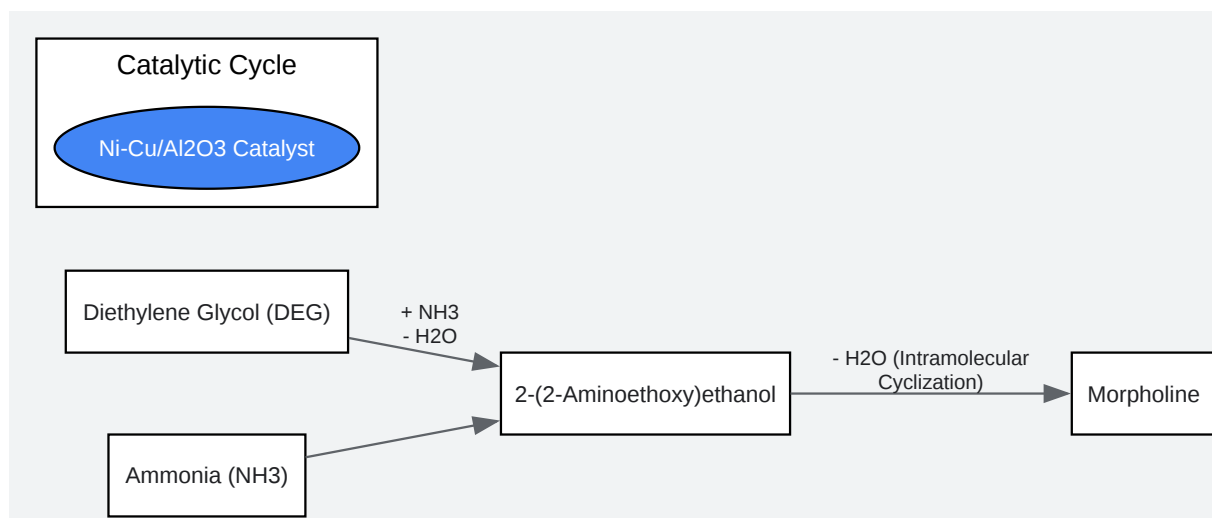 Catalytic Cycle
Ni-Cu/Al2O3 Catalyst
Diethylene Glycol (DEG)
+ NH3
- H2O
2-(2-Aminoethoxy)ethanol
- H2O (Intramolecular
Cyclization)
Morpholine
Ammonia (NH3)